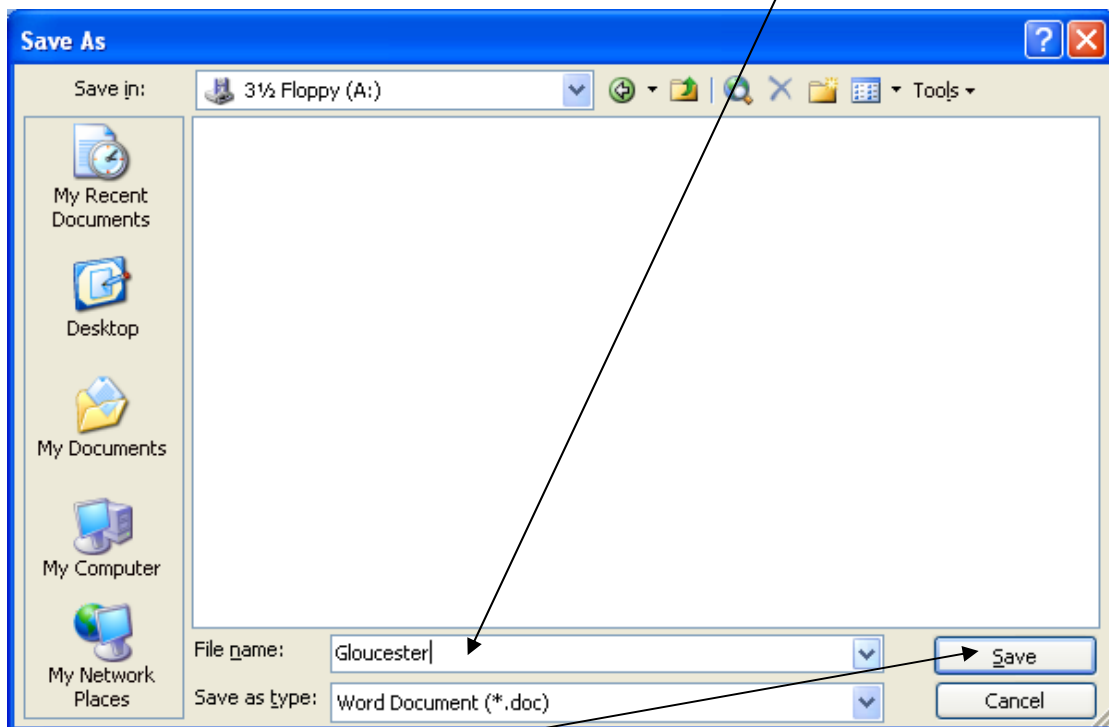 Save As
Save in: 3½ Floppy (A:) Tools
My Recent
Documents
Desktop
My Documents
My Computer
My Network
Places
File name: Gloucester Save
Save as type: Word Document (*.doc) Cancel